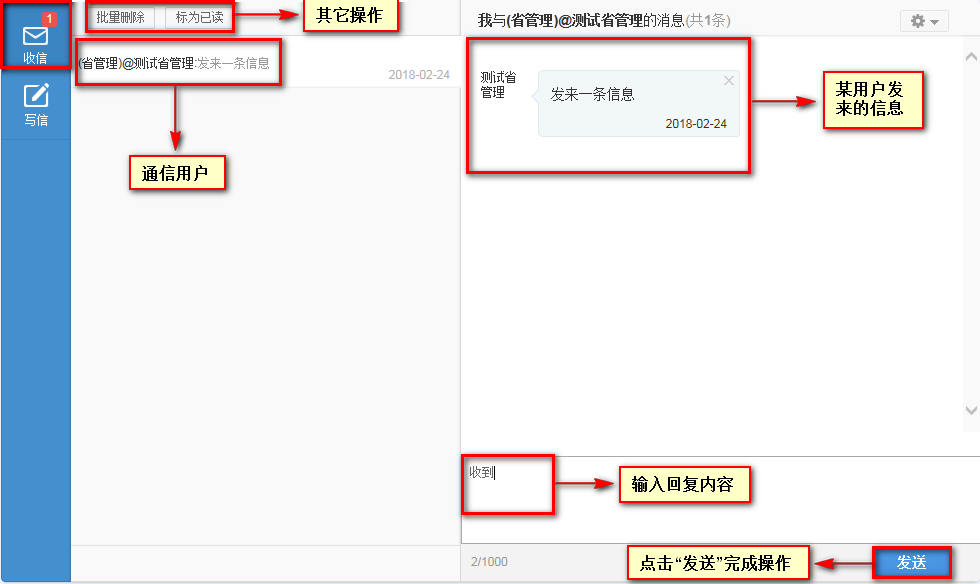 1
收信
写信
批量删除 标为已读
其它操作
(省管理)@测试省管理:发来一条信息
2018-02-24
通信用户
我与(省管理)@测试省管理的消息(共1条)
测试省
管理
发来一条信息
2018-02-24
某用户发
来的信息
收到
输入回复内容
2/1000
点击“发送”完成操作
发送